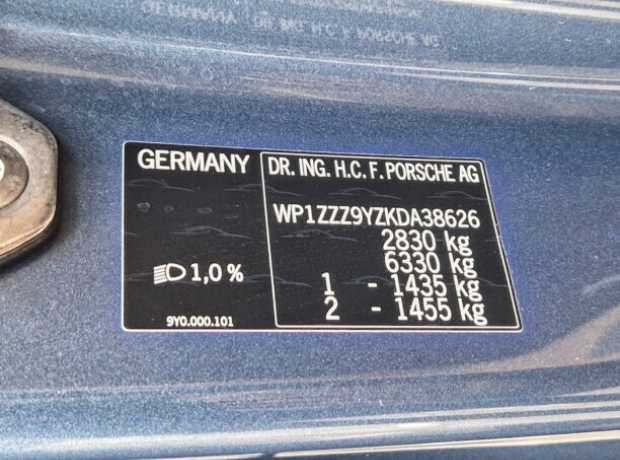 GERMANY
DR. ING. H.C. F. PORSCHE AG
WP1ZZZ9YZKDA38626
2830 kg
6330 kg
1 - 1435 kg
2 - 1455 kg
1,0 %
9Y0.000.101